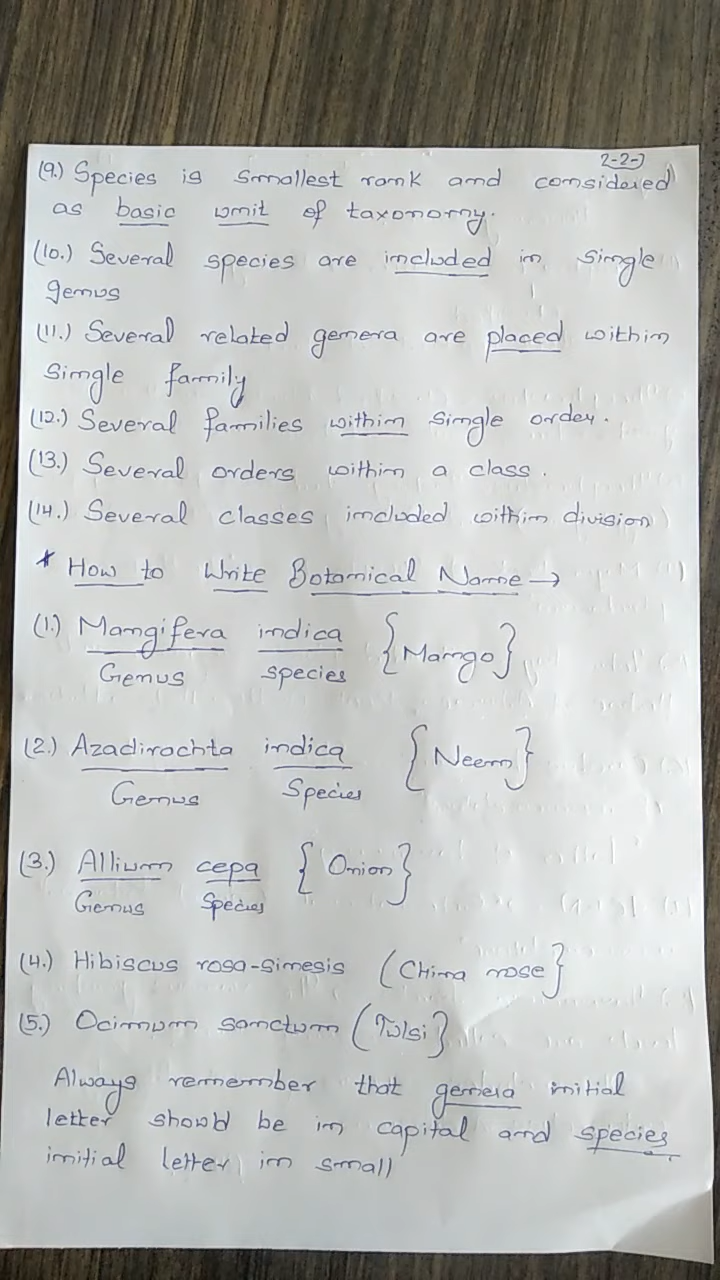 2-2-)
(9.) Species is smallest rank and considered
as basic unit of taxonomy.
(10.) Several species are included in single
genus
(11.) Several related genera are placed within
single family
(12.) Several families within single order.
(13.) Several orders within a class.
(14.) Several classes included within division
* How to Write Botanical Name →
(1.) Mangifera indica {Mango}
Genus species
(2.) Azadirachta indica {Neem}
Genus Species
(3.) Allium cepa {Onion}
Genus Species
(4.) Hibiscus rosa-sinesis (China rose}
(5.) Ocimum sanctum (Tulsi}
Always remember that genera initial
letter should be in capital and species
initial letter in small